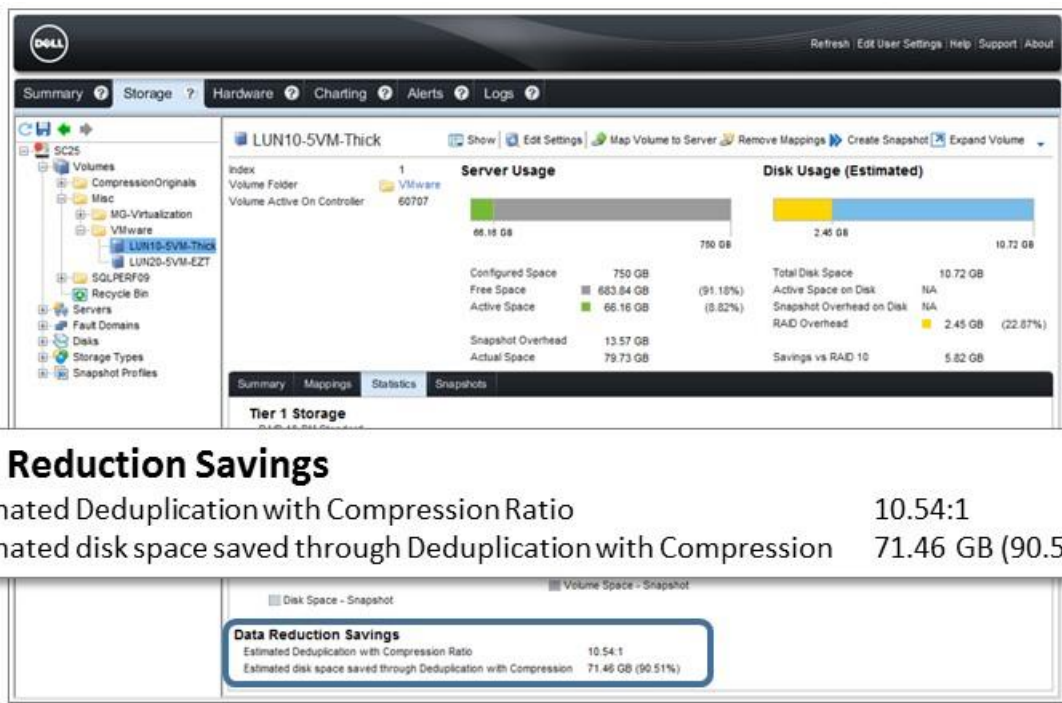 DELL
Refresh Edit User Settings Help Support About
Summary ? Storage ? Hardware ? Charting ? Alerts ? Logs ?
SC25
Volumes
CompressionOriginals
Misc
MG-Virtualization
VMware
LUN10-5VM-Thick
LUN20-5VM-EZT
SQLPERF09
Recycle Bin
Servers
Fault Domains
Disks
Storage Types
Snapshot Profiles
LUN10-5VM-Thick
Show Edit Settings Map Volume to Server Remove Mappings Create Snapshot Expand Volume
Index 1
Volume Folder VMware
Volume Active On Controller 60707
Server Usage
66.16 GB 750 GB
Configured Space 750 GB
Free Space 683.84 GB (91.18%)
Active Space 66.16 GB (8.82%)
Snapshot Overhead 13.57 GB
Actual Space 79.73 GB
Disk Usage (Estimated)
2.45 GB 10.72 GB
Total Disk Space 10.72 GB
Active Space on Disk NA
Snapshot Overhead on Disk NA
RAID Overhead 2.45 GB (22.87%)
Savings vs RAID 10 5.82 GB
Summary Mappings Statistics Snapshots
Tier 1 Storage
Reduction Savings
mated Deduplication with Compression Ratio 10.54:1
mated disk space saved through Deduplication with Compression 71.46 GB (90.5
Volume Space - Snapshot
Disk Space - Snapshot
Data Reduction Savings
Estimated Deduplication with Compression Ratio 10.54:1
Estimated disk space saved through Deduplication with Compression 71.46 GB (90.51%)